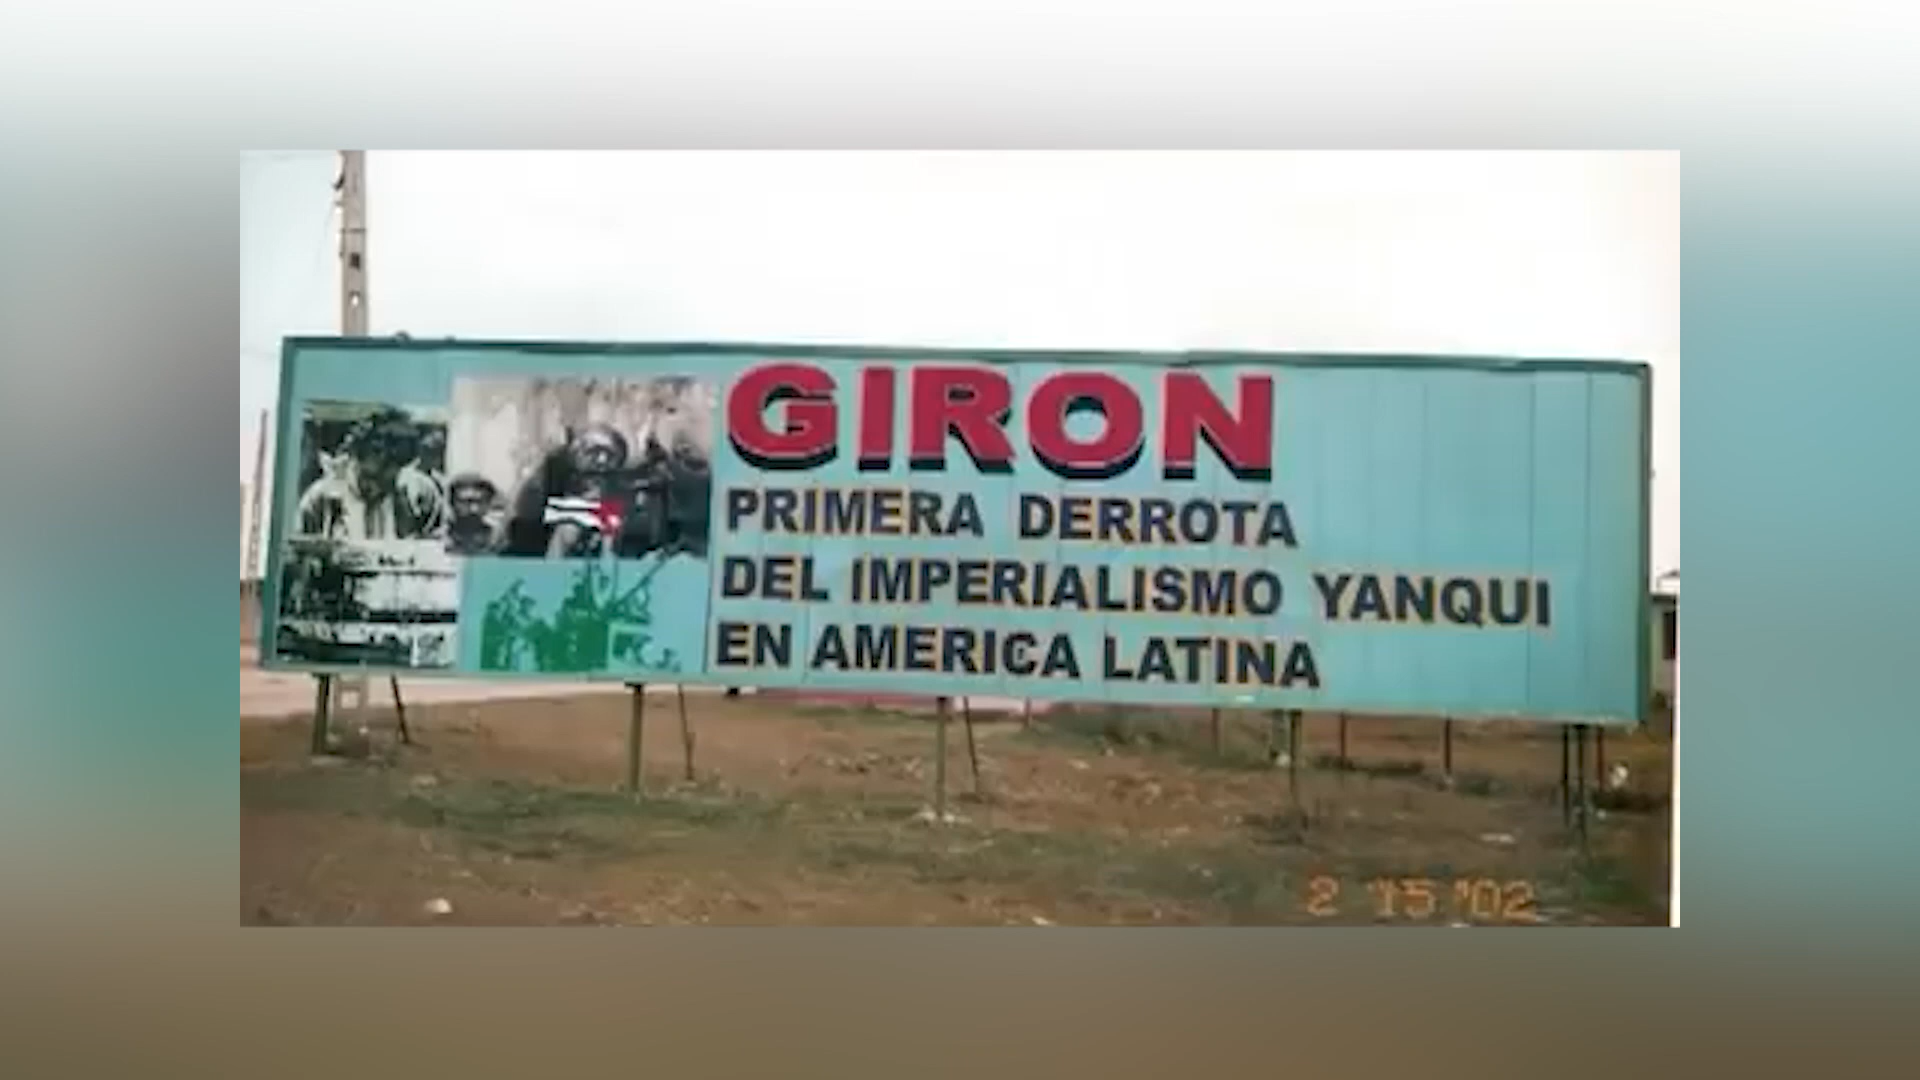 GIRON
PRIMERA DERROTA
DEL IMPERIALISMO YANQUI
EN AMERICA LATINA
2 15 '02